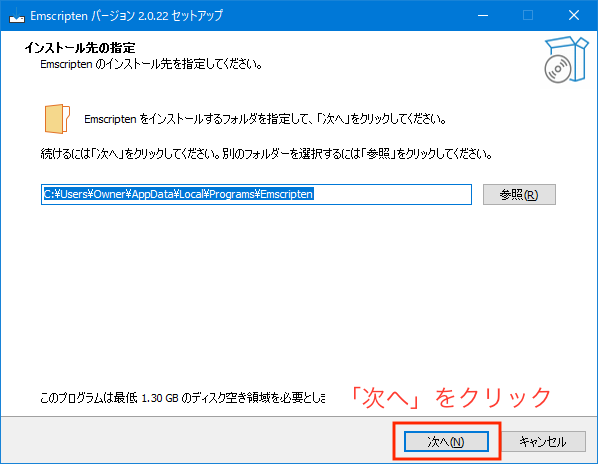 Emscripten バージョン 2.0.22 セットアップ
インストール先の指定
Emscripten のインストール先を指定してください。
Emscripten をインストールするフォルダを指定して、「次へ」をクリックしてください。
続けるには「次へ」をクリックしてください。別のフォルダーを選択するには「参照」をクリックしてください。
C:¥Users¥Owner¥AppData¥Local¥Programs¥Emscripten
参照(R)
このプログラムは最低 1.30 GB のディスク空き領域を必要としま
「次へ」をクリック
次へ(N)
キャンセル